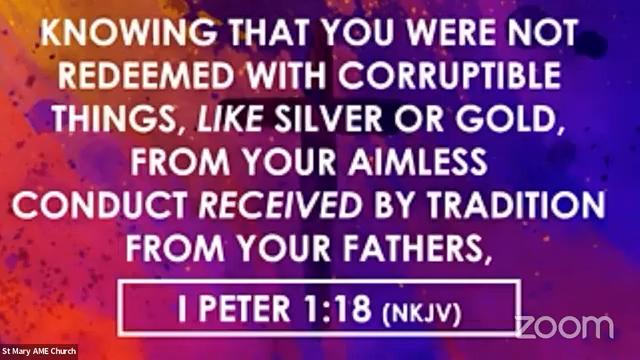 KNOWING THAT YOU WERE NOT
REDEEMED WITH CORRUPTIBLE
THINGS, LIKE SILVER OR GOLD,
FROM YOUR AIMLESS
CONDUCT RECEIVED BY TRADITION
FROM YOUR FATHERS,
I PETER 1:18 (NKJV)
zoom
St Mary AME Church